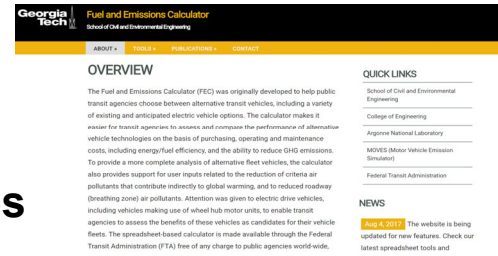 Georgia Tech
Fuel and Emissions Calculator
School of Civil and Environmental Engineering
ABOUT » TOOLS » PUBLICATIONS » CONTACT
OVERVIEW
The Fuel and Emissions Calculator (FEC) was originally developed to help public
transit agencies choose between alternative transit vehicles, including a variety
of existing and anticipated electric vehicle options. The calculator makes it
easier for transit agencies to assess and compare the performance of alternative
vehicle technologies on the basis of purchasing, operating and maintenance
costs, including energy/fuel efficiency, and the ability to reduce GHG emissions.
To provide a more complete analysis of alternative fleet vehicles, the calculator
also provides support for user inputs related to the reduction of criteria air
pollutants that contribute indirectly to global warming, and to reduced roadway
(breathing zone) air pollutants. Attention was given to electric drive vehicles,
including vehicles making use of wheel hub motor units, to enable transit
agencies to assess the benefits of these vehicles as candidates for their vehicle
fleets. The spreadsheet-based calculator is made available through the Federal
Transit Administration (FTA) free of any charge to public agencies world-wide,
s
QUICK LINKS
School of Civil and Environmental
Engineering
College of Engineering
Argonne National Laboratory
MOVES (Motor Vehicle Emission
Simulator)
Federal Transit Administration
NEWS
Aug 4, 2017 The website is being
updated for new features. Check our
latest spreadsheet tools and